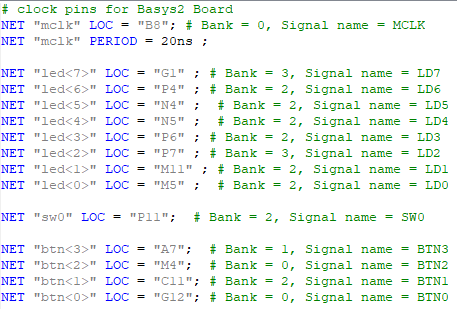 # clock pins for Basys2 Board
NET "mclk" LOC = "B8"; # Bank = 0, Signal name = MCLK
NET "mclk" PERIOD = 20ns ;
NET "led<7>" LOC = "G1" ; # Bank = 3, Signal name = LD7
NET "led<6>" LOC = "P4" ; # Bank = 2, Signal name = LD6
NET "led<5>" LOC = "N4" ;  # Bank = 2, Signal name = LD5
NET "led<4>" LOC = "N5" ;  # Bank = 2, Signal name = LD4
NET "led<3>" LOC = "P6" ; # Bank = 2, Signal name = LD3
NET "led<2>" LOC = "P7" ; # Bank = 3, Signal name = LD2
NET "led<1>" LOC = "M11" ; # Bank = 2, Signal name = LD1
NET "led<0>" LOC = "M5" ;  # Bank = 2, Signal name = LD0
NET "sw0" LOC = "P11";  # Bank = 2, Signal name = SW0
NET "btn<3>" LOC = "A7";  # Bank = 1, Signal name = BTN3
NET "btn<2>" LOC = "M4";  # Bank = 0, Signal name = BTN2
NET "btn<1>" LOC = "C11"; # Bank = 2, Signal name = BTN1
NET "btn<0>" LOC = "G12"; # Bank = 0, Signal name = BTN0